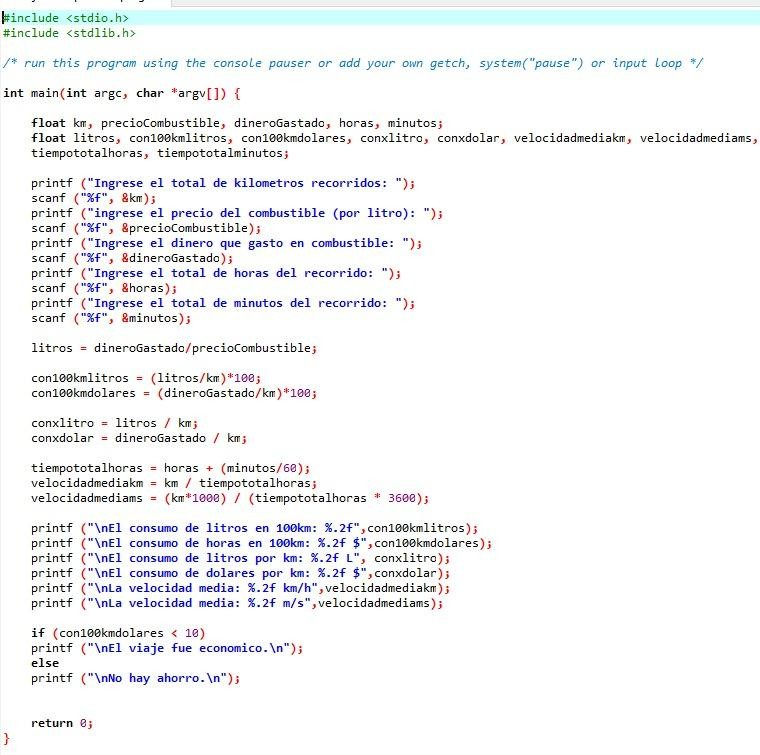 #include <stdio.h>
#include <stdlib.h>
/* run this program using the console pauser or add your own getch, system("pause") or input loop */
int main(int argc, char *argv[]) {
float km, precioCombustible, dineroGastado, horas, minutos;
float litros, con100kmlitros, con100kmdolares, conxlitro, conxdolar, velocidadmediakm, velocidadmediams,
tiempototalhoras, tiempototalminutos;
printf ("Ingrese el total de kilometros recorridos: ");
scanf ("%f", &km);
printf ("ingrese el precio del combustible (por litro): ");
scanf ("%f", &precioCombustible);
printf ("Ingrese el dinero que gasto en combustible: ");
scanf ("%f", &dineroGastado);
printf ("Ingrese el total de horas del recorrido: ");
scanf ("%f", &horas);
printf ("Ingrese el total de minutos del recorrido: ");
scanf ("%f", &minutos);
litros = dineroGastado/precioCombustible;
con100kmlitros = (litros/km)*100;
con100kmdolares = (dineroGastado/km)*100;
conxlitro = litros / km;
conxdolar = dineroGastado / km;
tiempototalhoras = horas + (minutos/60);
velocidadmediakm = km / tiempototalhoras;
velocidadmediams = (km*1000) / (tiempototalhoras * 3600);
printf ("\nEl consumo de litros en 100km: %.2f",con100kmlitros);
printf ("\nEl consumo de horas en 100km: %.2f $",con100kmdolares);
printf ("\nEl consumo de litros por km: %.2f L", conxlitro);
printf ("\nEl consumo de dolares por km: %.2f $",conxdolar);
printf ("\nLa velocidad media: %.2f km/h",velocidadmediakm);
printf ("\nLa velocidad media: %.2f m/s",velocidadmediams);
if (con100kmdolares < 10)
printf ("\nEl viaje fue economico.\n");
else
printf ("\nNo hay ahorro.\n");
return 0;
}